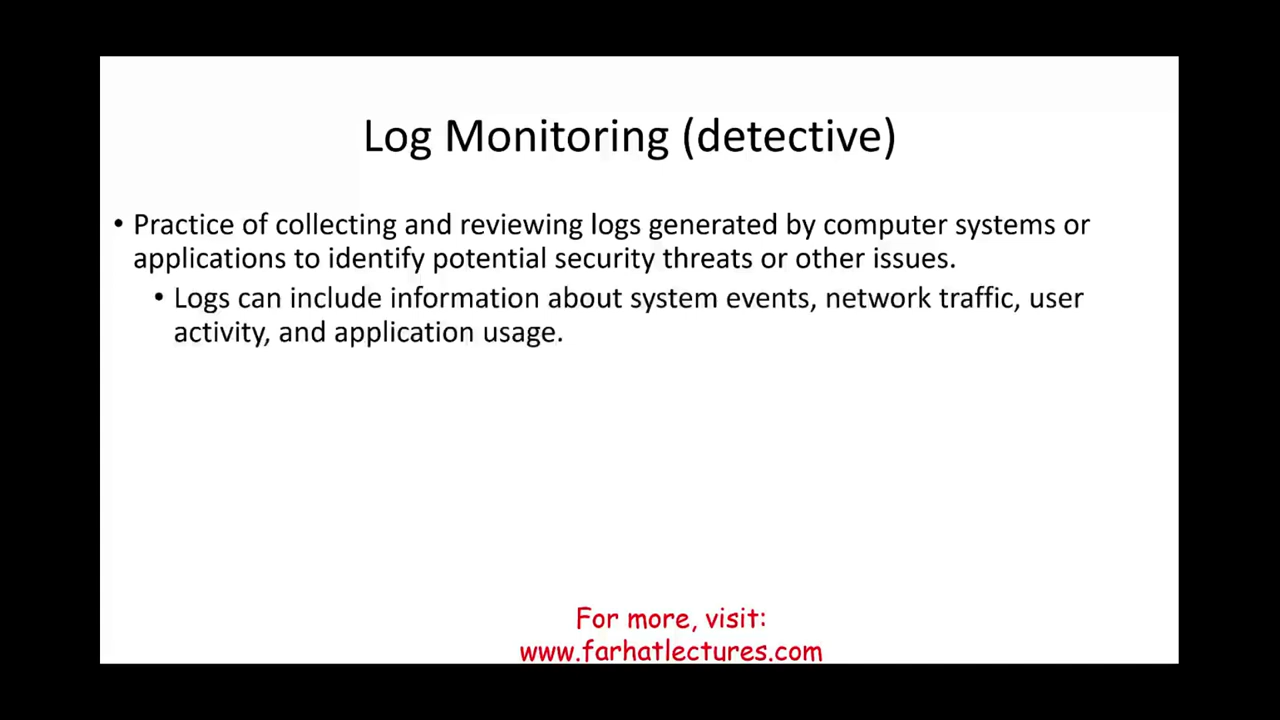 Log Monitoring (detective)
• Practice of collecting and reviewing logs generated by computer systems or
applications to identify potential security threats or other issues.
• Logs can include information about system events, network traffic, user
activity, and application usage.
For more, visit:
www.farhatlectures.com